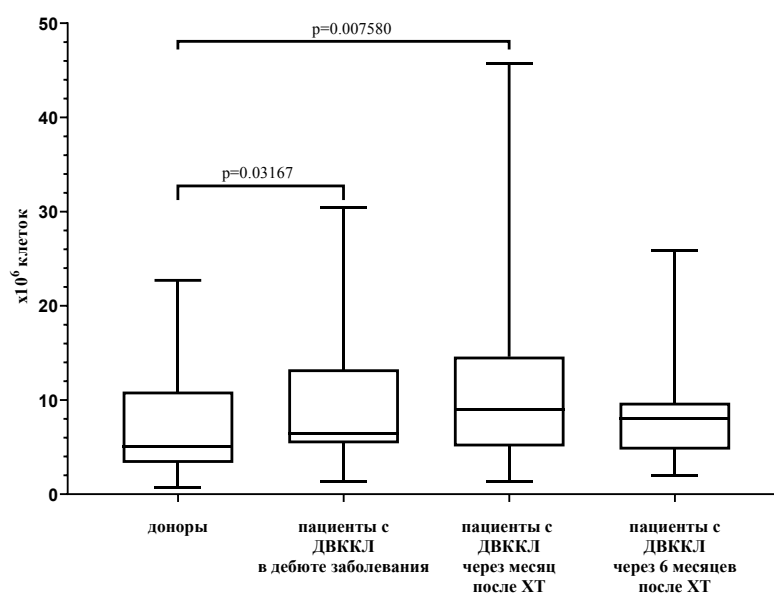 50
p=0.007580
40
p=0.03167
30
20
10
0
х10⁶ клеток
доноры
пациенты с
ДВККЛ
в дебюте заболевания
пациенты с
ДВККЛ
через месяц
после ХТ
пациенты с
ДВККЛ
через 6 месяцев
после ХТ